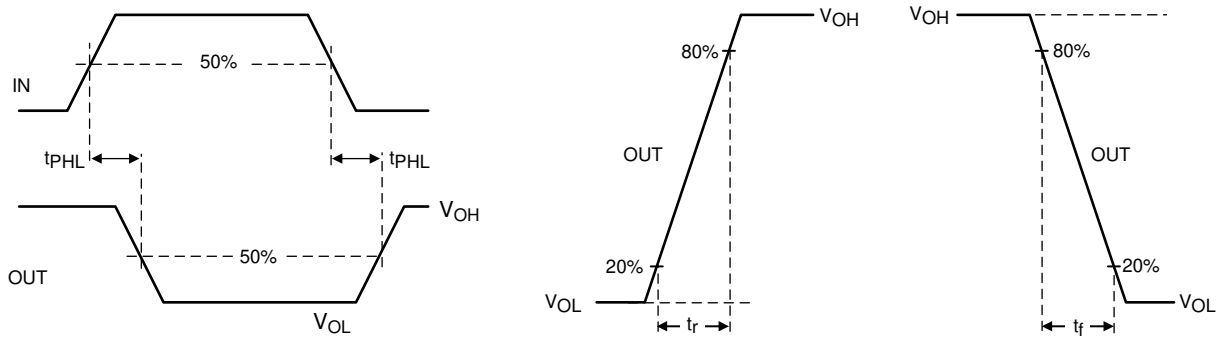 IN
50%
tPHL
tPHL
VOH
50%
OUT
VOL
VOH
80%
OUT
20%
VOL
tr
VOH
80%
OUT
20%
VOL
tf